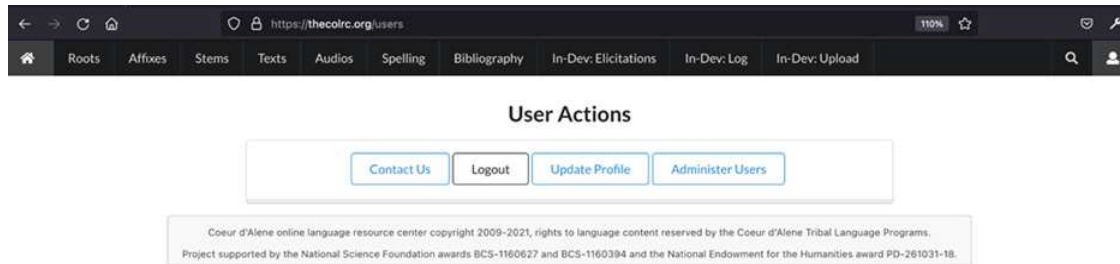 https://thecolrc.org/users 110%
Roots Affixes Stems Texts Audios Spelling Bibliography In-Dev: Elicitations In-Dev: Log In-Dev: Upload
User Actions
Contact Us Logout Update Profile Administer Users
Coeur d'Alene online language resource center copyright 2009-2021, rights to language content reserved by the Coeur d'Alene Tribal Language Programs.
Project supported by the National Science Foundation awards BCS-1160627 and BCS-1160394 and the National Endowment for the Humanities award PD-261031-18.